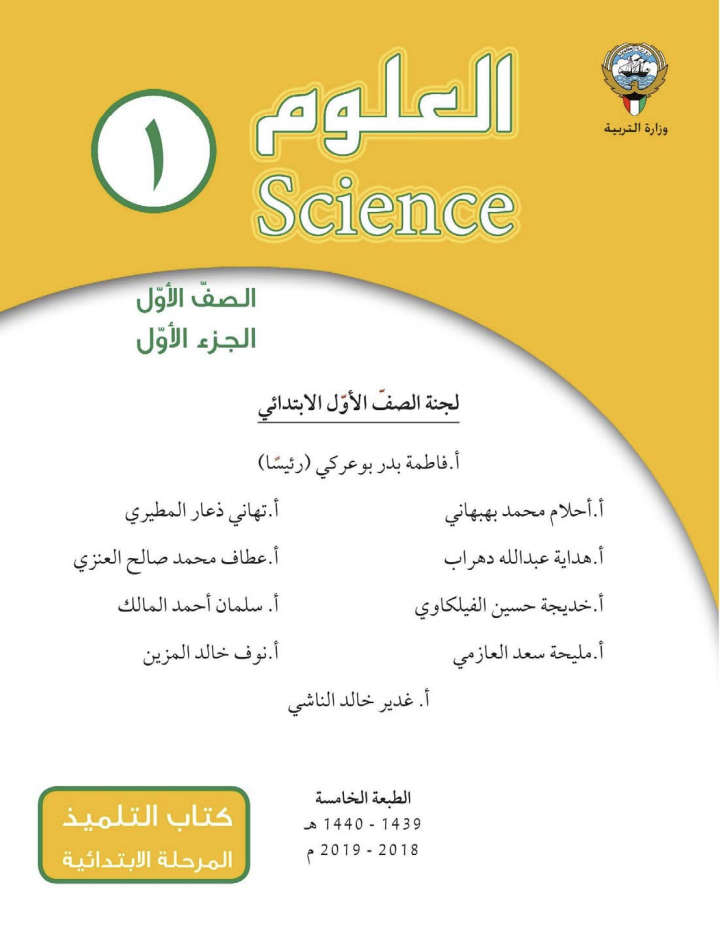 وزارة التربية
العلوم
١
Science
الصفّ الأوّل
الجزء الأوّل
لجنة الصفّ الأوّل الابتدائي
أ.فاطمة بدر بوعركي (رئيسًا)
أ.أحلام محمد بهبهاني
أ.تهاني ذعار المطيري
أ.هداية عبدالله دهراب
أ.عطاف محمد صالح العنزي
أ.خديجة حسين الفيلكاوي
أ. سلمان أحمد المالك
أ.مليحة سعد العازمي
أ.نوف خالد المزين
أ. غدير خالد الناشي
الطبعة الخامسة
1439 - 1440 هـ
2018 - 2019 م
كتاب التلميذ
المرحلة الابتدائية